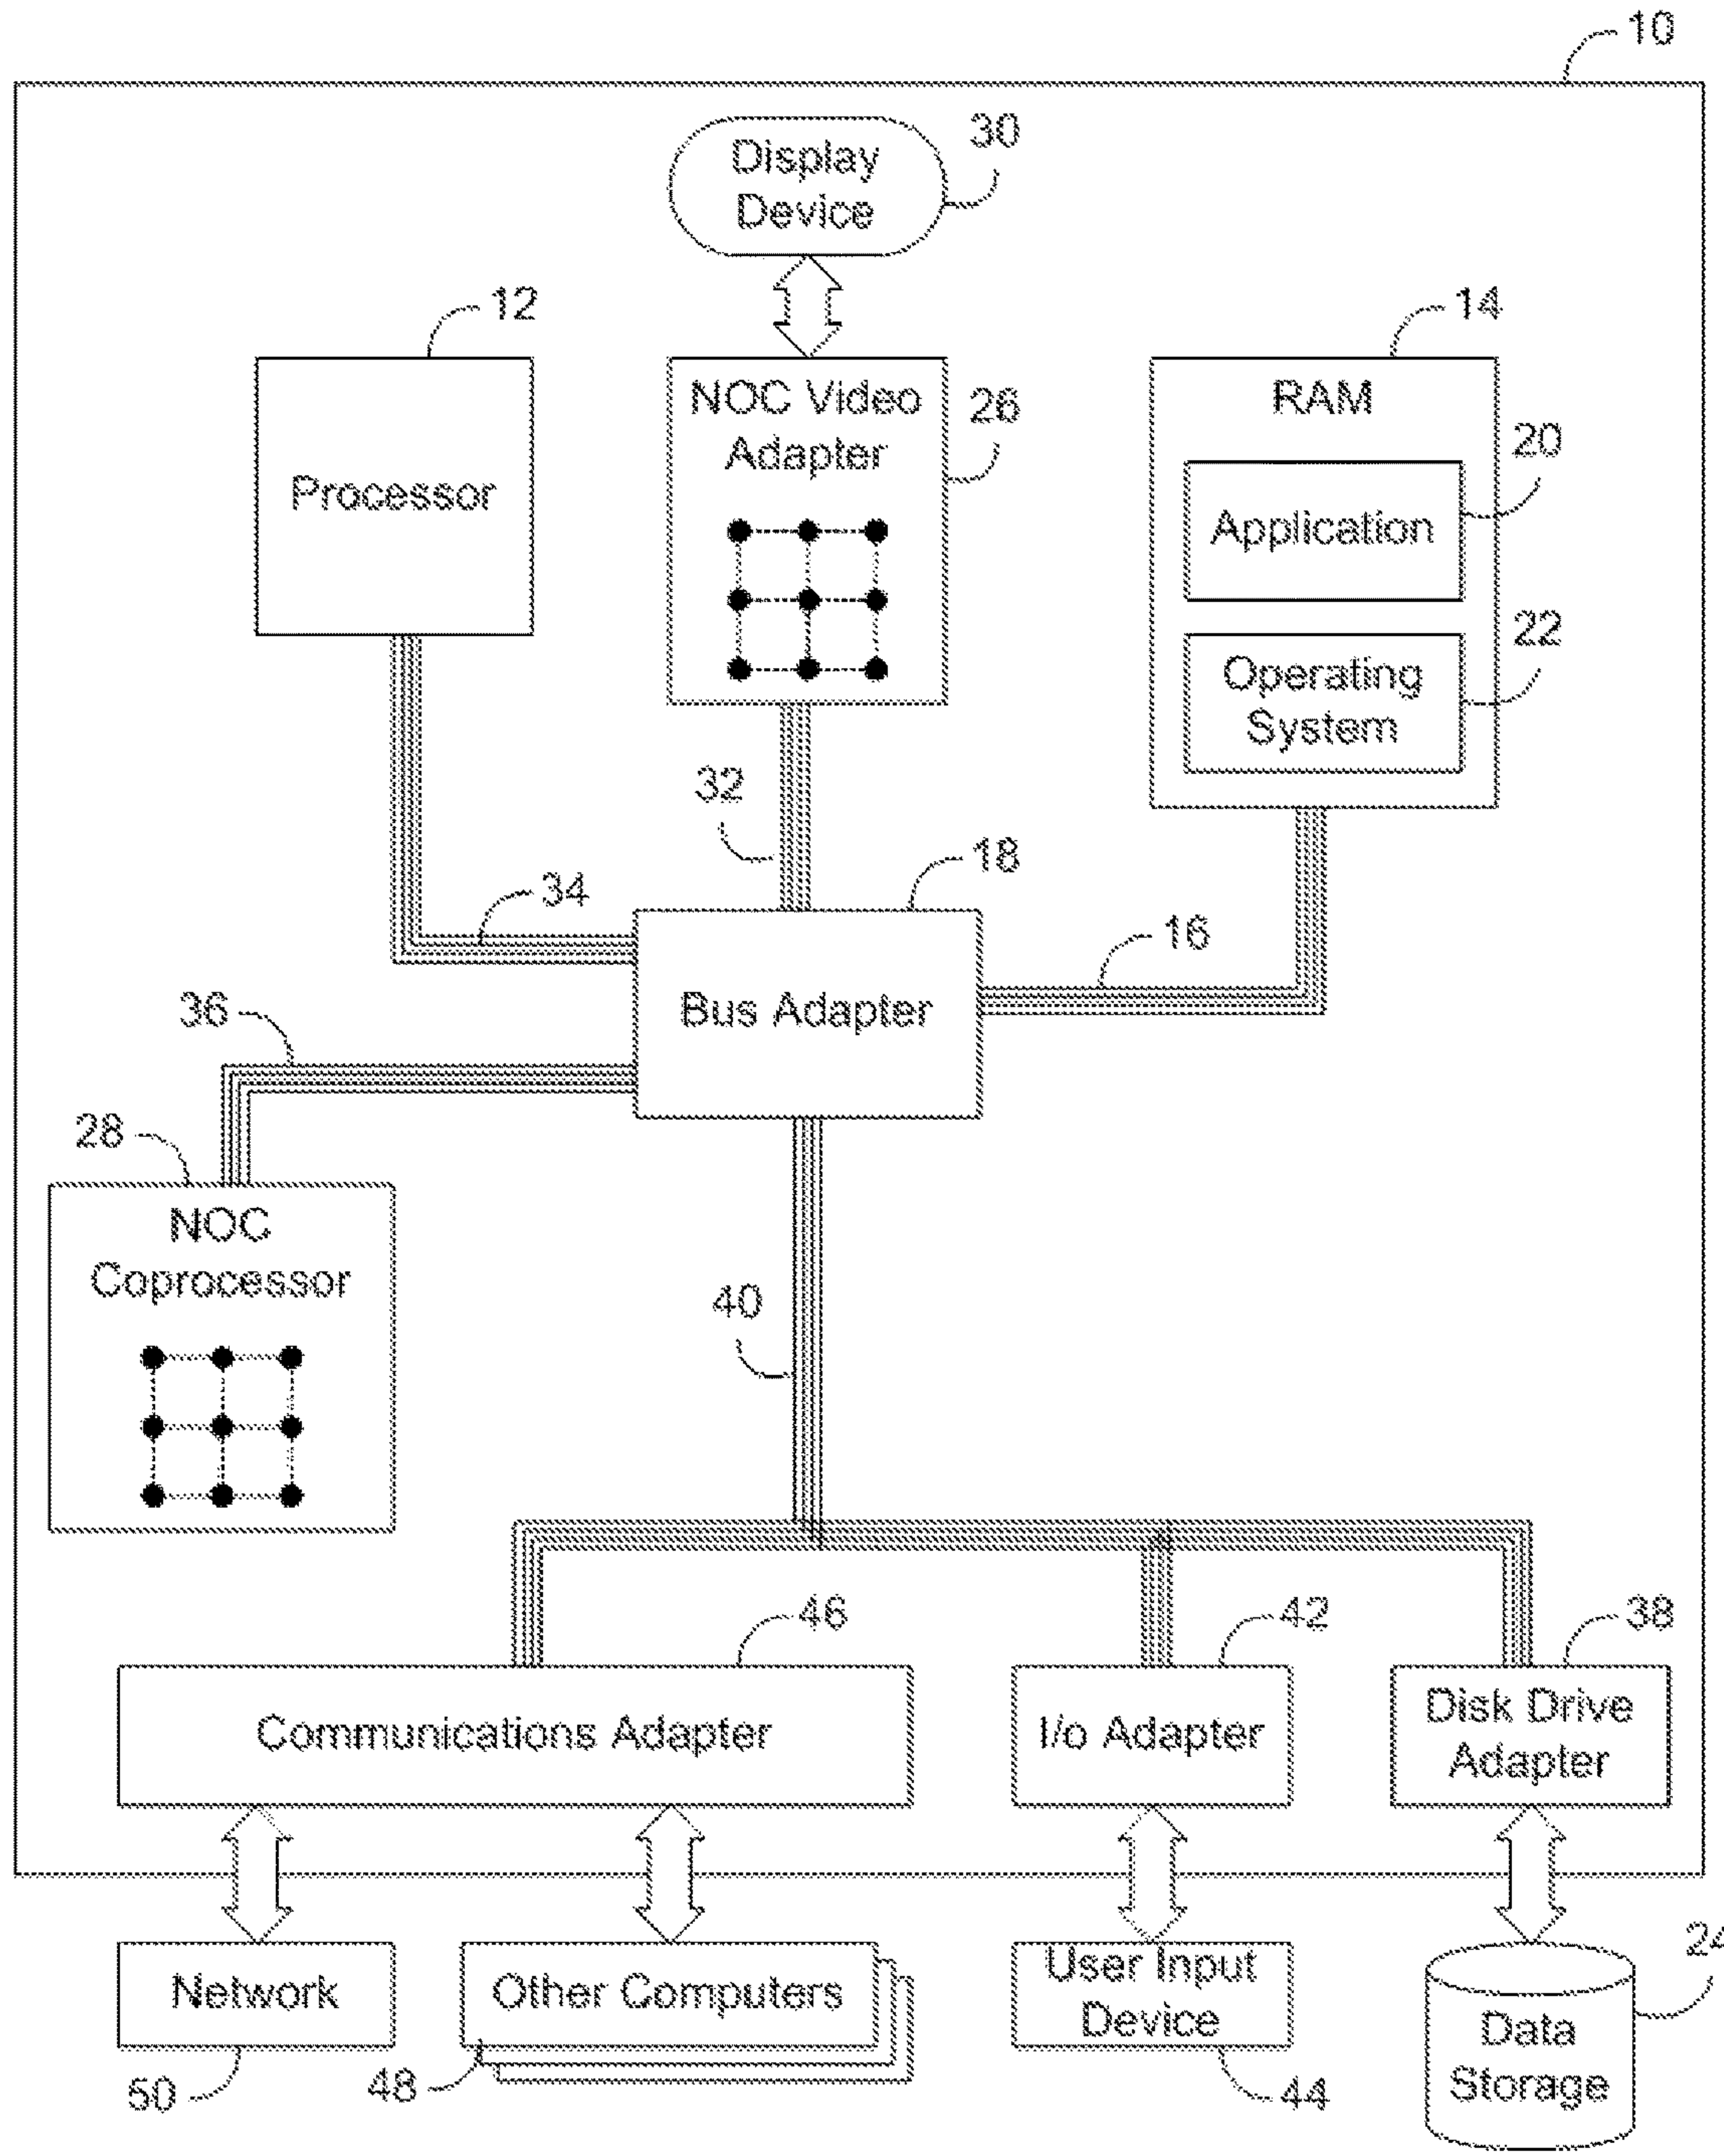 10
Display
Device
30
12
14
Processor
NOC Video
Adapter
26
RAM
20
Application
22
Operating
System
32
18
34
16
Bus Adapter
36
28
NOC
Coprocessor
40
46
42
38
Communications Adapter
I/o Adapter
Disk Drive
Adapter
Network
Other Computers
User Input
Device
24
Data
Storage
50
48
44